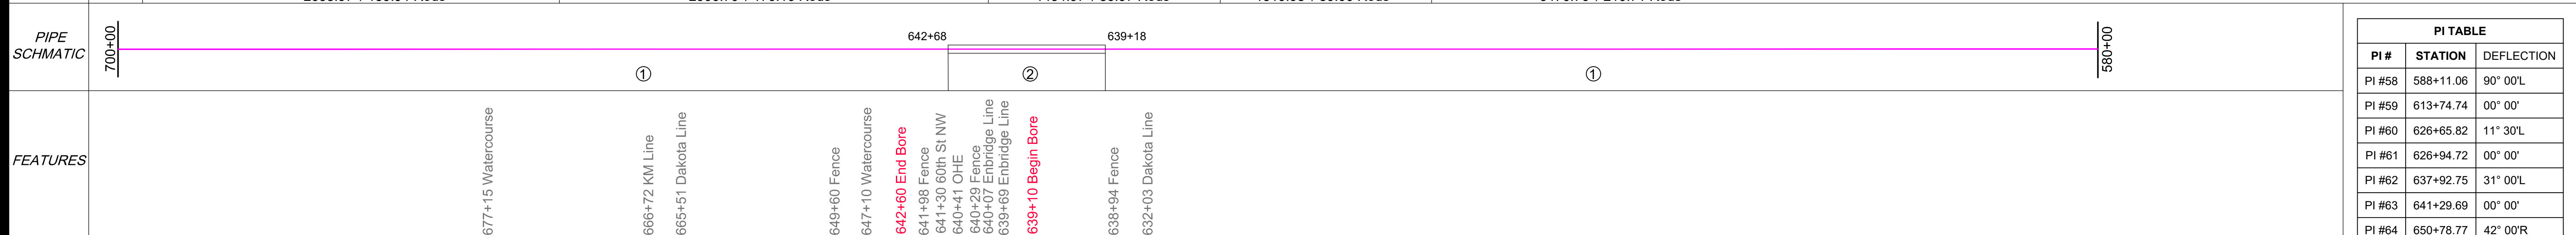 PIPE
SCHMATIC
700+00
642+68
639+18
580+00
①
②
①
FEATURES
677+15 Watercourse
666+72 KM Line
665+51 Dakota Line
649+60 Fence
647+10 Watercourse
642+60 End Bore
641+98 Fence
641+30 60th St NW
640+41 OHE
640+29 Fence
640+07 Enbridge Line
639+69 Enbridge Line
639+10 Begin Bore
638+94 Fence
632+03 Dakota Line
PI TABLE
PI # STATION DEFLECTION
PI #58 588+11.06 90° 00'L
PI #59 613+74.74 00° 00'
PI #60 626+65.82 11° 30'L
PI #61 626+94.72 00° 00'
PI #62 637+92.75 31° 00'L
PI #63 641+29.69 00° 00'
PI #64 650+78.77 42° 00'R